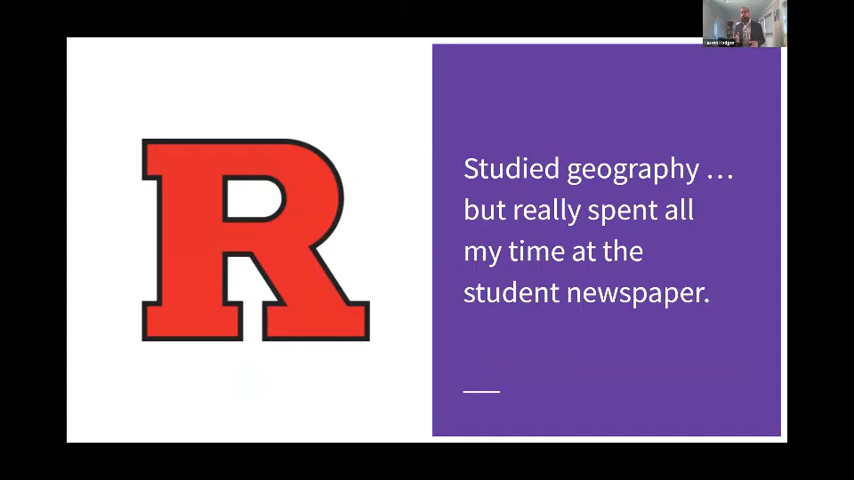 R
Studied geography …
but really spent all
my time at the
student newspaper.